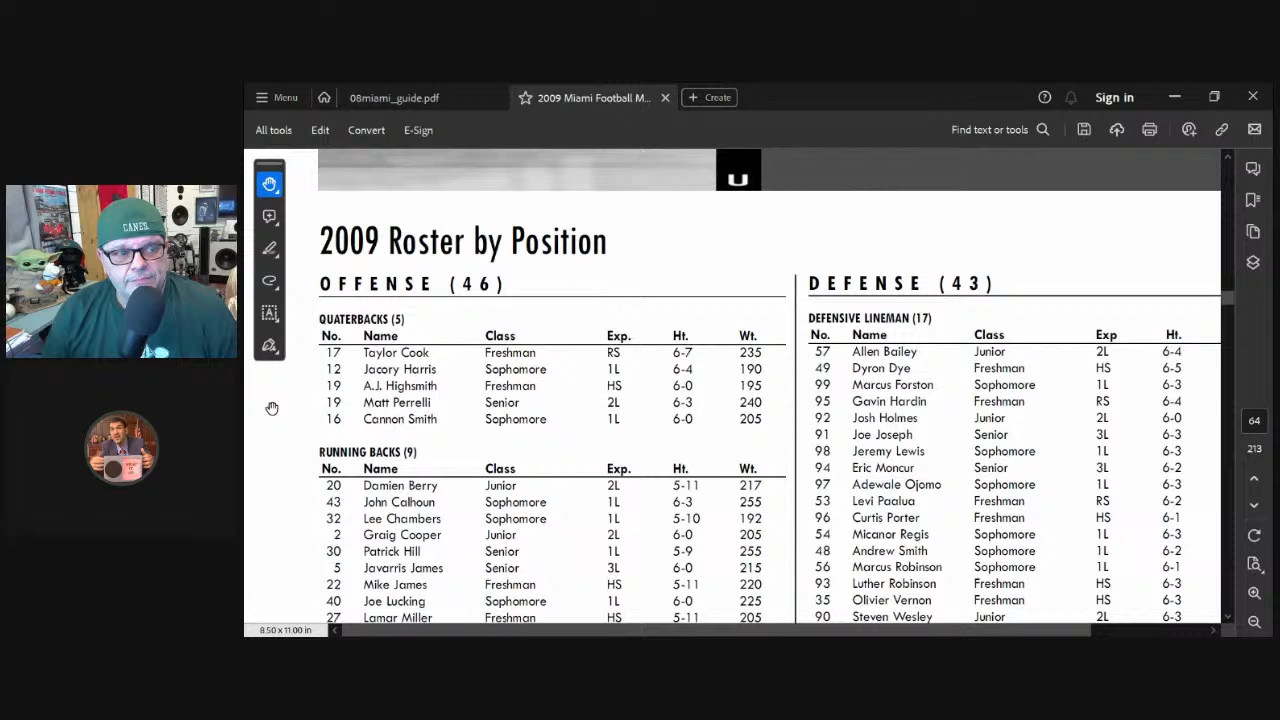 Menu
08miami_guide.pdf
2009 Miami Football M...
Create
Sign in
All tools
Edit
Convert
E-Sign
Find text or tools
CANES
U
2009 Roster by Position
OFFENSE (46)
QUATERBACKS (5)
No. Name Class Exp. Ht. Wt.
17 Taylor Cook Freshman RS 6-7 235
12 Jacory Harris Sophomore 1L 6-4 190
19 A.J. Highsmith Freshman HS 6-0 195
19 Matt Perrelli Senior 2L 6-3 240
16 Cannon Smith Sophomore 1L 6-0 205
RUNNING BACKS (9)
No. Name Class Exp. Ht. Wt.
20 Damien Berry Junior 2L 5-11 217
43 John Calhoun Sophomore 1L 6-3 255
32 Lee Chambers Sophomore 1L 5-10 192
2 Graig Cooper Junior 2L 6-0 205
30 Patrick Hill Senior 1L 5-9 255
5 Javarris James Senior 3L 6-0 215
22 Mike James Freshman HS 5-11 220
40 Joe Lucking Sophomore 1L 6-0 225
27 Lamar Miller Freshman HS 5-11 205
DEFENSE (43)
DEFENSIVE LINEMAN (17)
No. Name Class Exp Ht.
57 Allen Bailey Junior 2L 6-4
49 Dyron Dye Freshman HS 6-5
99 Marcus Forston Sophomore 1L 6-3
95 Gavin Hardin Freshman RS 6-4
92 Josh Holmes Junior 2L 6-0
91 Joe Joseph Senior 3L 6-3
98 Jeremy Lewis Sophomore 1L 6-3
94 Eric Moncur Senior 3L 6-2
97 Adewale Ojomo Sophomore 1L 6-3
53 Levi Paalua Freshman RS 6-2
96 Curtis Porter Freshman HS 6-1
54 Micanor Regis Sophomore 1L 6-3
48 Andrew Smith Sophomore 1L 6-2
56 Marcus Robinson Sophomore 1L 6-1
93 Luther Robinson Freshman HS 6-3
35 Olivier Vernon Freshman HS 6-3
90 Steven Wesley Junior 2L 6-3
64
213
8.50 x 11.00 in